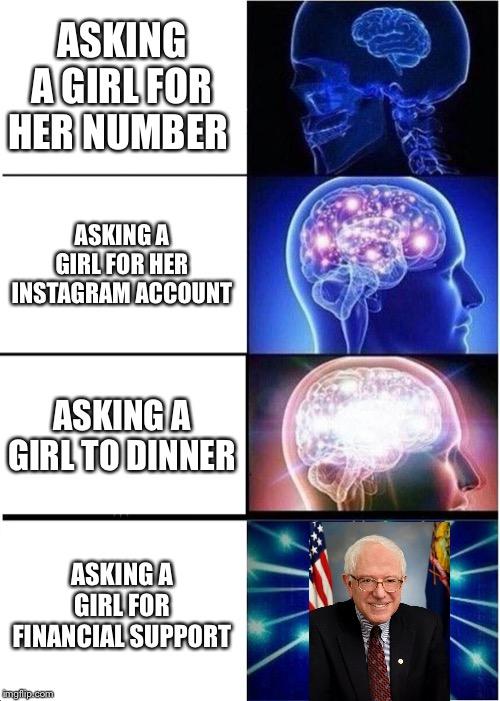 ASKING
A GIRL FOR
HER NUMBER
ASKING A
GIRL FOR HER
INSTAGRAM ACCOUNT
ASKING A
GIRL TO DINNER
ASKING A
GIRL FOR
FINANCIAL SUPPORT
imgflip.com